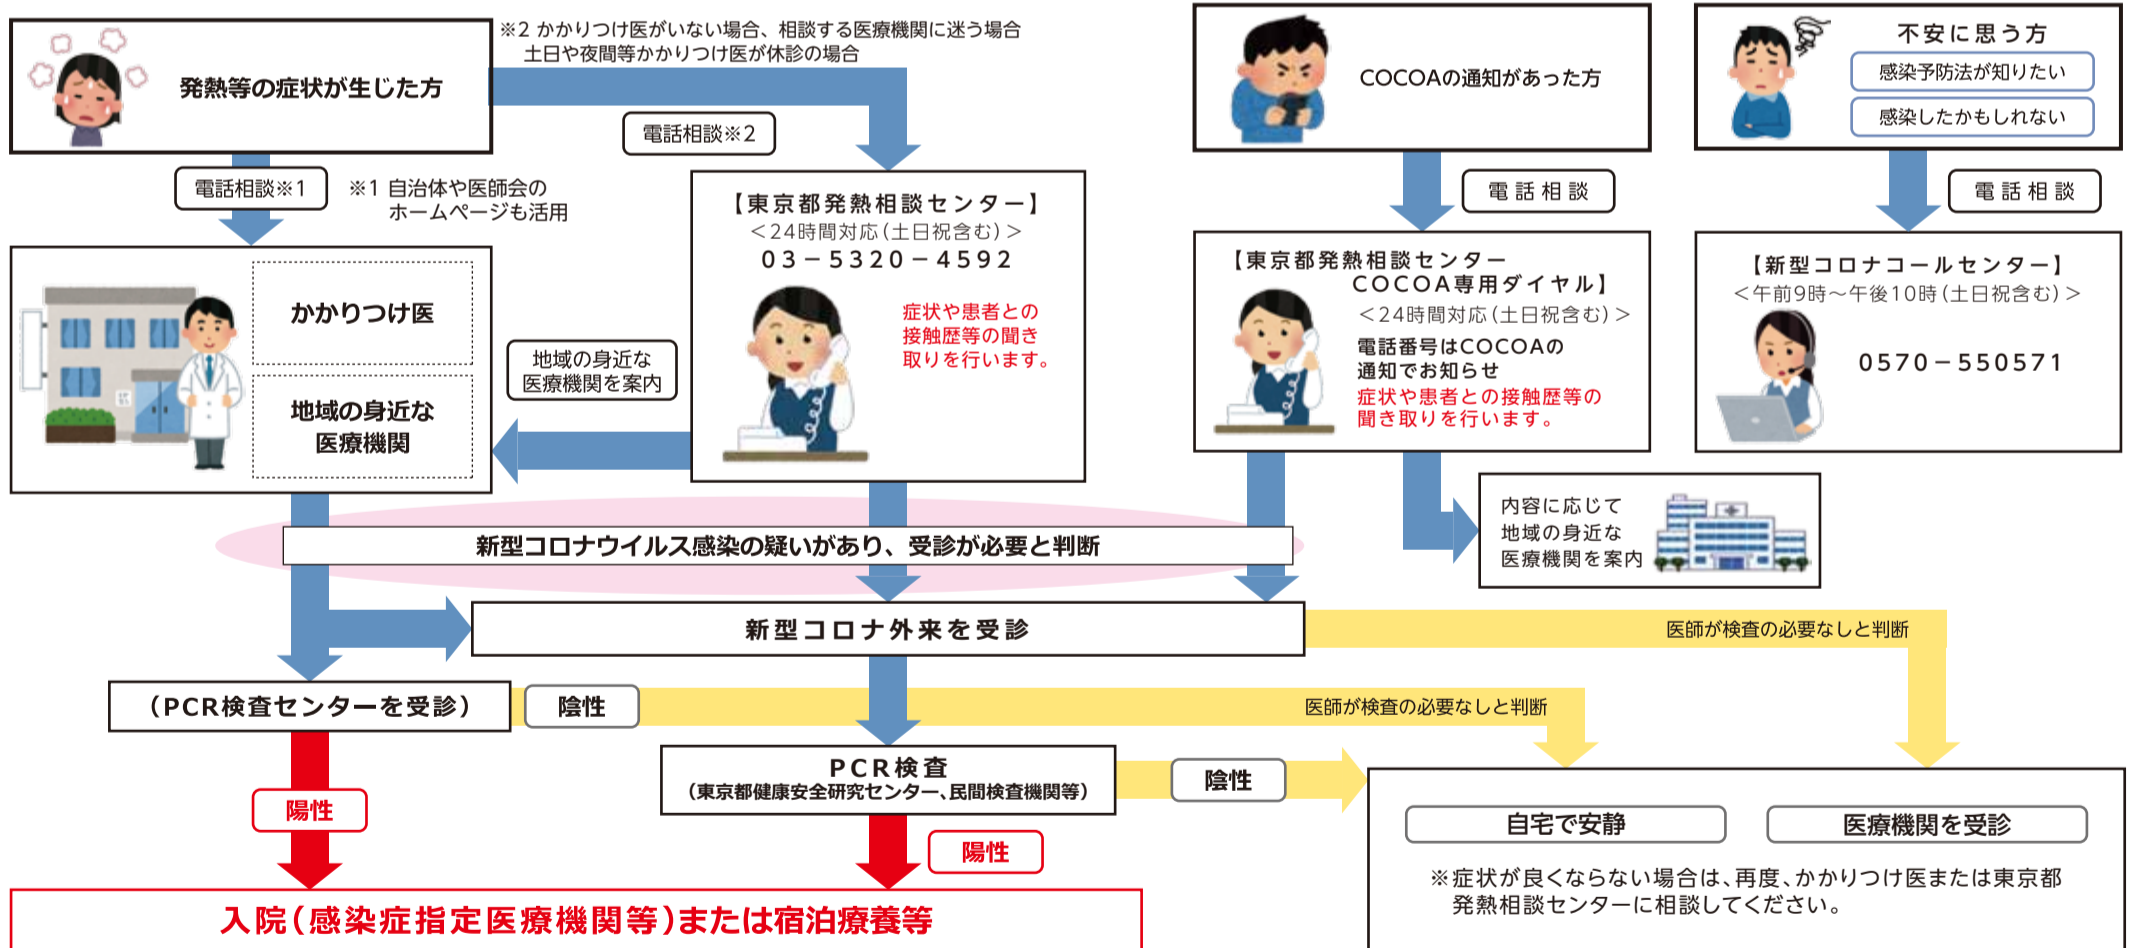 発熱等の症状が生じた方
※2 かかりつけ医がいない場合、相談する医療機関に迷う場合
土日や夜間等かかりつけ医が休診の場合
電話相談※2
電話相談※1
※1 自治体や医師会の
ホームページも活用
かかりつけ医
地域の身近な
医療機関
【東京都発熱相談センター】
＜24時間対応(土日祝含む)＞
03－5320－4592
症状や患者との
接触歴等の聞き
取りを行います。
地域の身近な
医療機関を案内
COCOAの通知があった方
電話相談
【東京都発熱相談センター
COCOA専用ダイヤル】
＜24時間対応(土日祝含む)＞
電話番号はCOCOAの
通知でお知らせ
症状や患者との接触歴等の
聞き取りを行います。
不安に思う方
感染予防法が知りたい
感染したかもしれない
電話相談
【新型コロナコールセンター】
＜午前9時～午後10時(土日祝含む)＞
0570－550571
内容に応じて
地域の身近な
医療機関を案内
新型コロナウイルス感染の疑いがあり、受診が必要と判断
新型コロナ外来を受診
医師が検査の必要なしと判断
（PCR検査センターを受診）
陰性
医師が検査の必要なしと判断
PCR検査
（東京都健康安全研究センター、民間検査機関等）
陰性
陽性
陽性
入院（感染症指定医療機関等）または宿泊療養等
自宅で安静
医療機関を受診
※症状が良くならない場合は、再度、かかりつけ医または東京都
発熱相談センターに相談してください。